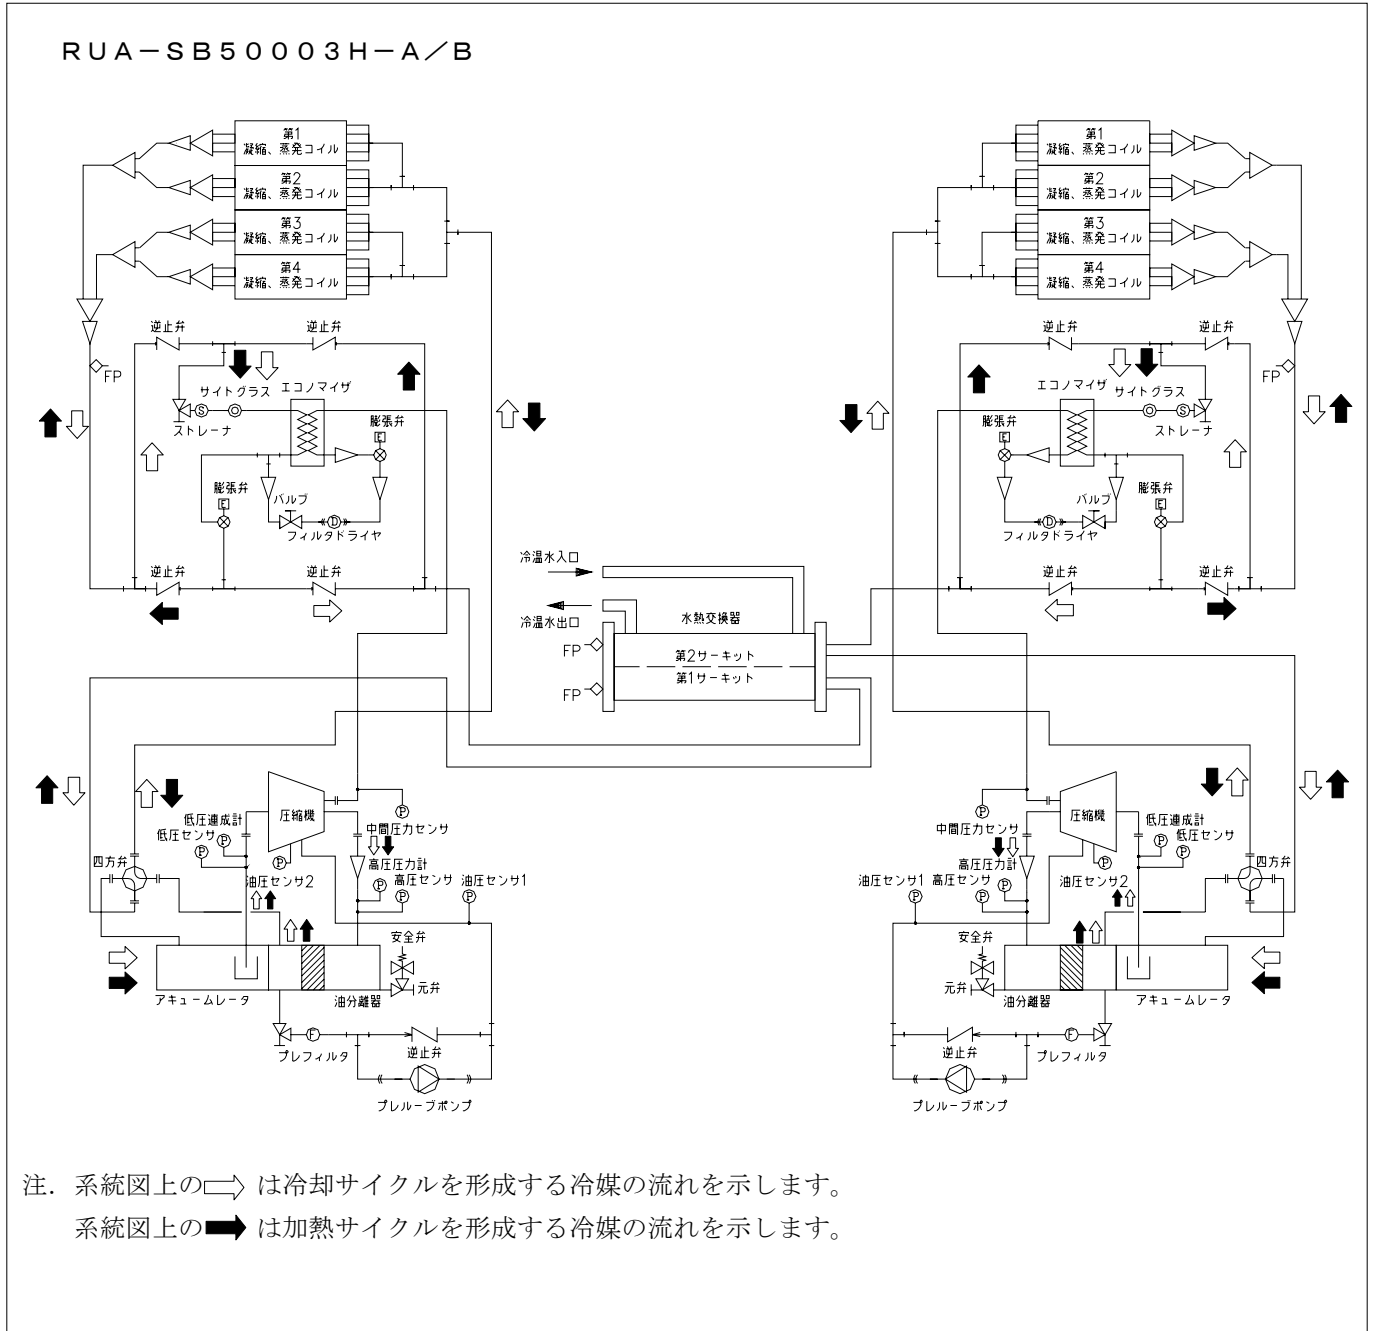 RUA－SB50003H－A／B
第1
凝縮、蒸発コイル
第2
凝縮、蒸発コイル
第3
凝縮、蒸発コイル
第4
凝縮、蒸発コイル
第1
凝縮、蒸発コイル
第2
凝縮、蒸発コイル
第3
凝縮、蒸発コイル
第4
凝縮、蒸発コイル
逆止弁
逆止弁
FP
サイトグラス
エコノマイザ
S
ストレーナ
膨張弁
E
膨張弁
E
バルブ
D
フィルタドライヤ
逆止弁
逆止弁
逆止弁
逆止弁
FP
エコノマイザ
サイトグラス
S
ストレーナ
膨張弁
E
膨張弁
E
バルブ
D
フィルタドライヤ
逆止弁
逆止弁
冷温水入口
冷温水出口
水熱交換器
FP
第2サーキット
第1サーキット
FP
圧縮機
P
中間圧力センサ
低圧連成計
低圧センサ
P
P
P
四方弁
高圧圧力計
油圧センサ2
P
高圧センサ
P
油圧センサ1
P
安全弁
元弁
アキュームレータ
油分離器
F
プレフィルタ
逆止弁
プレルーブポンプ
圧縮機
P
中間圧力センサ
低圧連成計
P
低圧センサ
P
P
四方弁
高圧圧力計
油圧センサ1
P
高圧センサ
P
P
油圧センサ2
安全弁
元弁
油分離器
アキュームレータ
F
逆止弁
プレフィルタ
プレルーブポンプ
注．系統図上の⇨ は冷却サイクルを形成する冷媒の流れを示します。
系統図上の➡ は加熱サイクルを形成する冷媒の流れを示します。